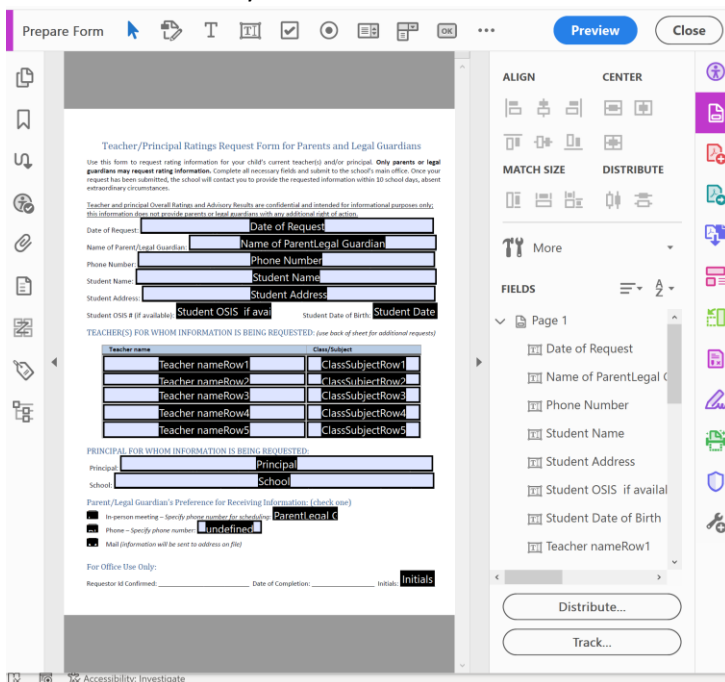 Prepare Form
T
OK
Preview
Close
ALIGN
CENTER
MATCH SIZE
DISTRIBUTE
More
FIELDS
Page 1
Date of Request
Name of ParentLegal
Phone Number
Student Name
Student Address
Student OSIS if availal
Student Date of Birth
Teacher nameRow1
Distribute...
Track...
Teacher/Principal Ratings Request Form for Parents and Legal Guardians
Use this form to request rating information for your child's current teacher(s) and/or principal. Only parents or legal
guardians may request rating information. Complete all necessary fields and submit to the school's main office. Once your
request has been submitted, the school will contact you to provide the requested information within 10 school days, absent
extraordinary circumstances.
Teacher and principal Overall Ratings and Advisory Results are confidential and intended for informational purposes only;
this information does not provide parents or legal guardians with any additional right of action.
Date of Request: Date of Request
Name of Parent/Legal Guardian: Name of ParentLegal Guardian
Phone Number: Phone Number
Student Name: Student Name
Student Address: Student Address
Student OSIS # (if available): Student OSIS if avai Student Date of Birth: Student Date
TEACHER(S) FOR WHOM INFORMATION IS BEING REQUESTED: (use back of sheet for additional requests)
Teacher name Class/Subject
Teacher nameRow1 ClassSubjectRow1
Teacher nameRow2 ClassSubjectRow2
Teacher nameRow3 ClassSubjectRow3
Teacher nameRow4 ClassSubjectRow4
Teacher nameRow5 ClassSubjectRow5
PRINCIPAL FOR WHOM INFORMATION IS BEING REQUESTED:
Principal: Principal
School: School
Parent/Legal Guardian's Preference for Receiving Information: (check one)
In-person meeting – Specify phone number for scheduling: ParentLegal G
Phone – Specify phone number: undefined
Mail (information will be sent to address on file)
For Office Use Only:
Requestor Id Confirmed: Date of Completion: Initials: Initials
Accessibility: Investigate